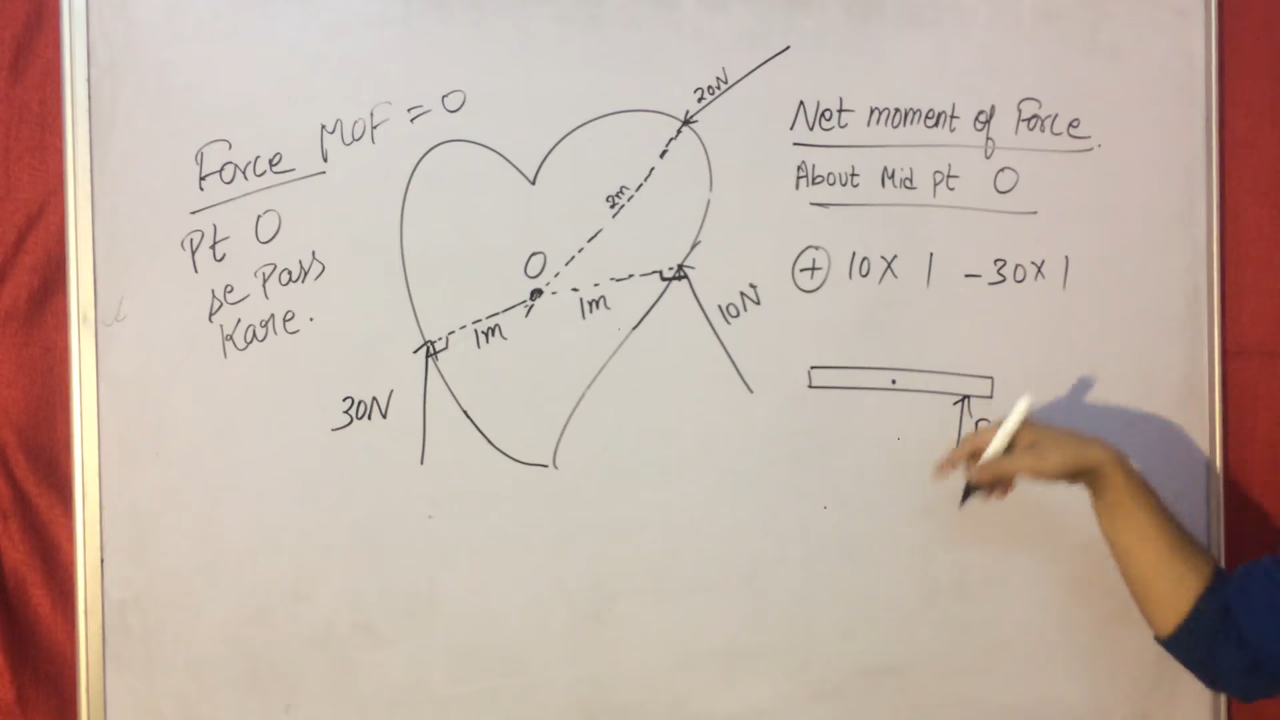 Force MOF = 0
Pt O
se Pass
Kare.
20N
2m
O
1m
1m
10N
30N
Net moment of Force.
About Mid pt O
⊕ 10 X 1 - 30 X 1